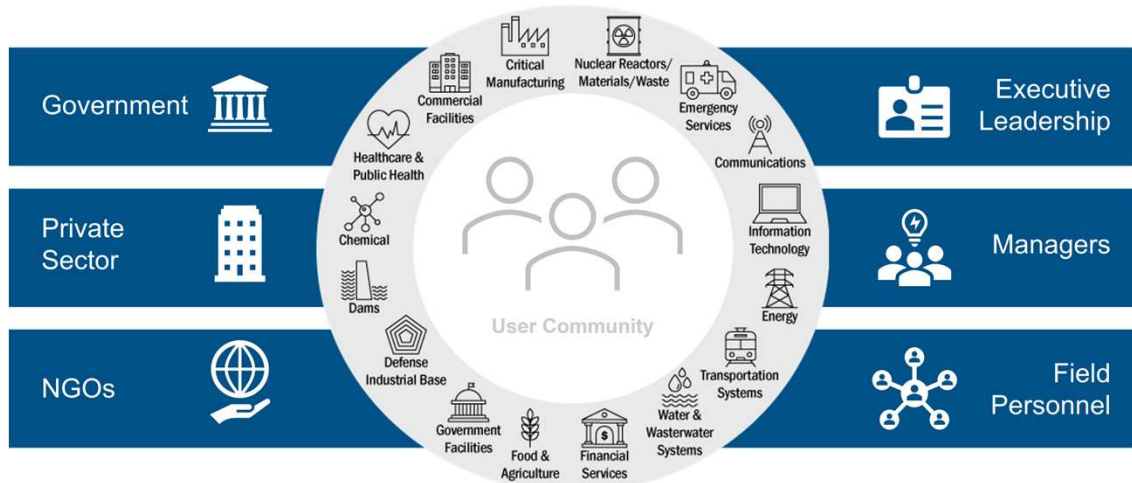 Government
Private
Sector
NGOs
Critical
Manufacturing
Nuclear Reactors/
Materials/Waste
Emergency
Services
Communications
Information
Technology
Energy
Transportation
Systems
Water &
Wasterwater
Systems
Financial
Services
$
Food &
Agriculture
Government
Facilities
Defense
Industrial Base
Dams
Chemical
Healthcare &
Public Health
Commercial
Facilities
User Community
Executive
Leadership
Managers
Field
Personnel